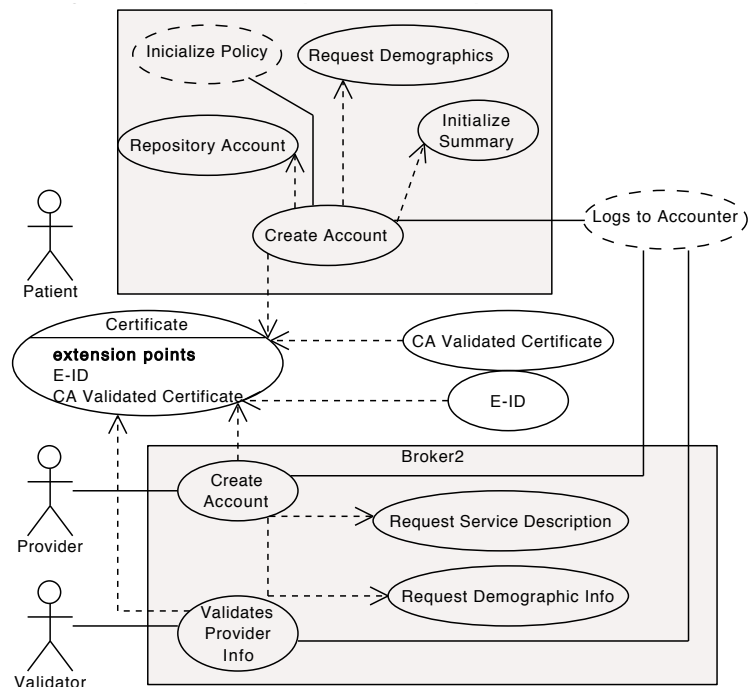 Inicialize Policy
Request Demographics
Initialize
Summary
Repository Account
Logs to Accounter
Create Account
Patient
Certificate
extension points
E-ID
CA Validated Certificate
CA Validated Certificate
E-ID
Broker2
Create
Account
Request Service Description
Provider
Request Demographic Info
Validates
Provider
Info
Validator